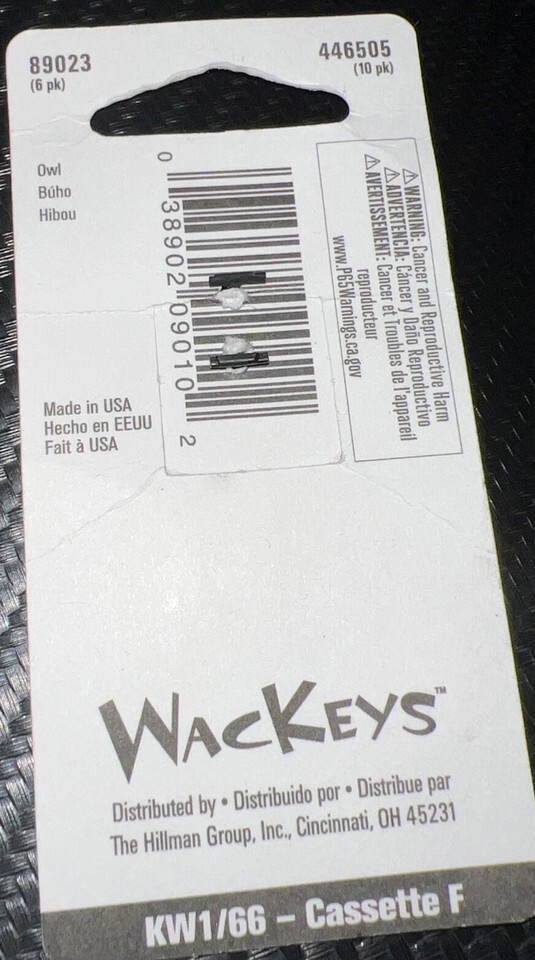 89023
(6 pk)
446505
(10 pk)
Owl
Búho
Hibou
0 38902 09010 2
⚠WARNING: Cancer and Reproductive Harm
⚠ADVERTENCIA: Cáncer y Daño Reproductivo
⚠AVERTISSEMENT: Cancer et Troubles de l'appareil
reproducteur
www.P65Warnings.ca.gov
Made in USA
Hecho en EEUU
Fait à USA
WACKEYS™
Distributed by • Distribuido por • Distribue par
The Hillman Group, Inc., Cincinnati, OH 45231
KW1/66 – Cassette F